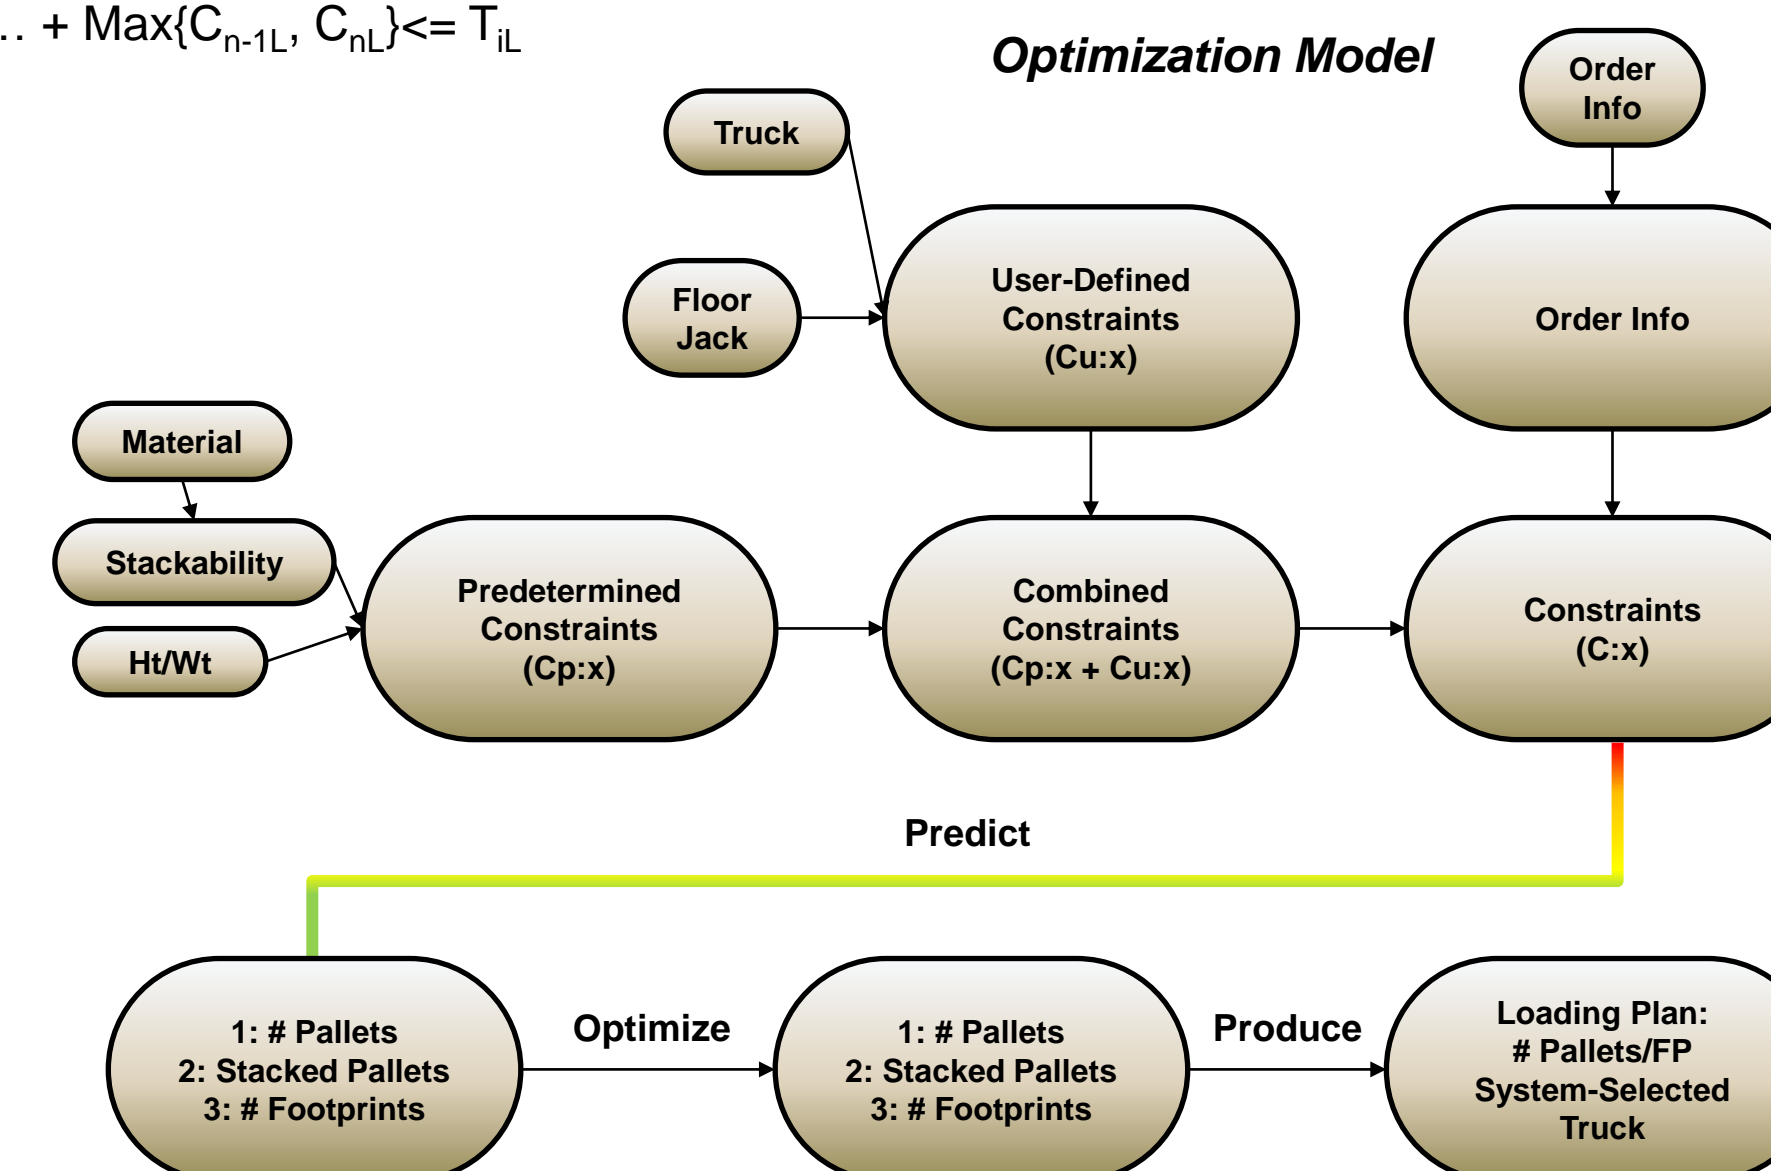 .. + Max{Cn-1L, CnL}<= TiL
Optimization Model
Order
Info
Truck
Floor
Jack
User-Defined
Constraints
(Cu:x)
Order Info
Material
Stackability
Ht/Wt
Predetermined
Constraints
(Cp:x)
Combined
Constraints
(Cp:x + Cu:x)
Constraints
(C:x)
Predict
1: # Pallets
2: Stacked Pallets
3: # Footprints
Optimize
1: # Pallets
2: Stacked Pallets
3: # Footprints
Produce
Loading Plan:
# Pallets/FP
System-Selected
Truck